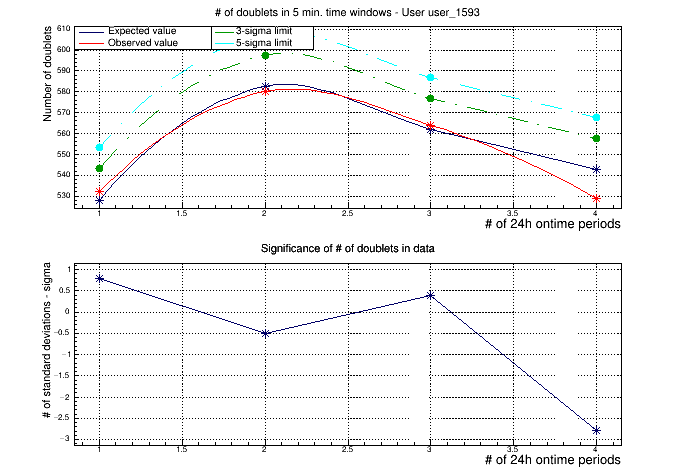 # of doublets in 5 min. time windows - User user_1593
Number of doublets
Expected value
Observed value
3-sigma limit
5-sigma limit
610
600
590
580
570
560
550
540
530
1 1.5 2 2.5 3 3.5 4
# of 24h ontime periods
Significance of # of doublets in data
# of standard deviations - sigma
1
0.5
0
−0.5
−1
−1.5
−2
−2.5
−3
1 1.5 2 2.5 3 3.5 4
# of 24h ontime periods